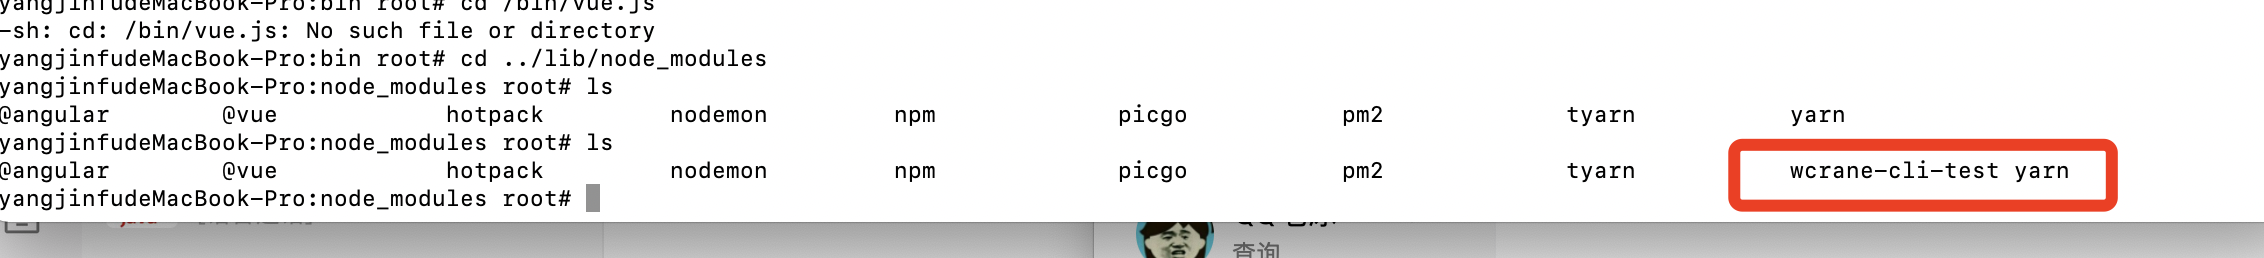 yangjinfudeMacBook-Pro:bin root# cd /bin/vue.js
-sh: cd: /bin/vue.js: No such file or directory
yangjinfudeMacBook-Pro:bin root# cd ../lib/node_modules
yangjinfudeMacBook-Pro:node_modules root# ls
@angular @vue hotpack nodemon npm picgo pm2 tyarn yarn
yangjinfudeMacBook-Pro:node_modules root# ls
@angular @vue hotpack nodemon npm picgo pm2 tyarn wcrane-cli-test yarn
yangjinfudeMacBook-Pro:node_modules root#
查询